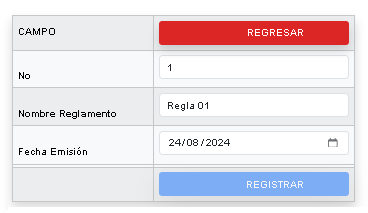 CAMPO REGRESAR
No 1
Nombre Reglamento Regla 01
Fecha Emisión 24/08/2024
REGISTRAR